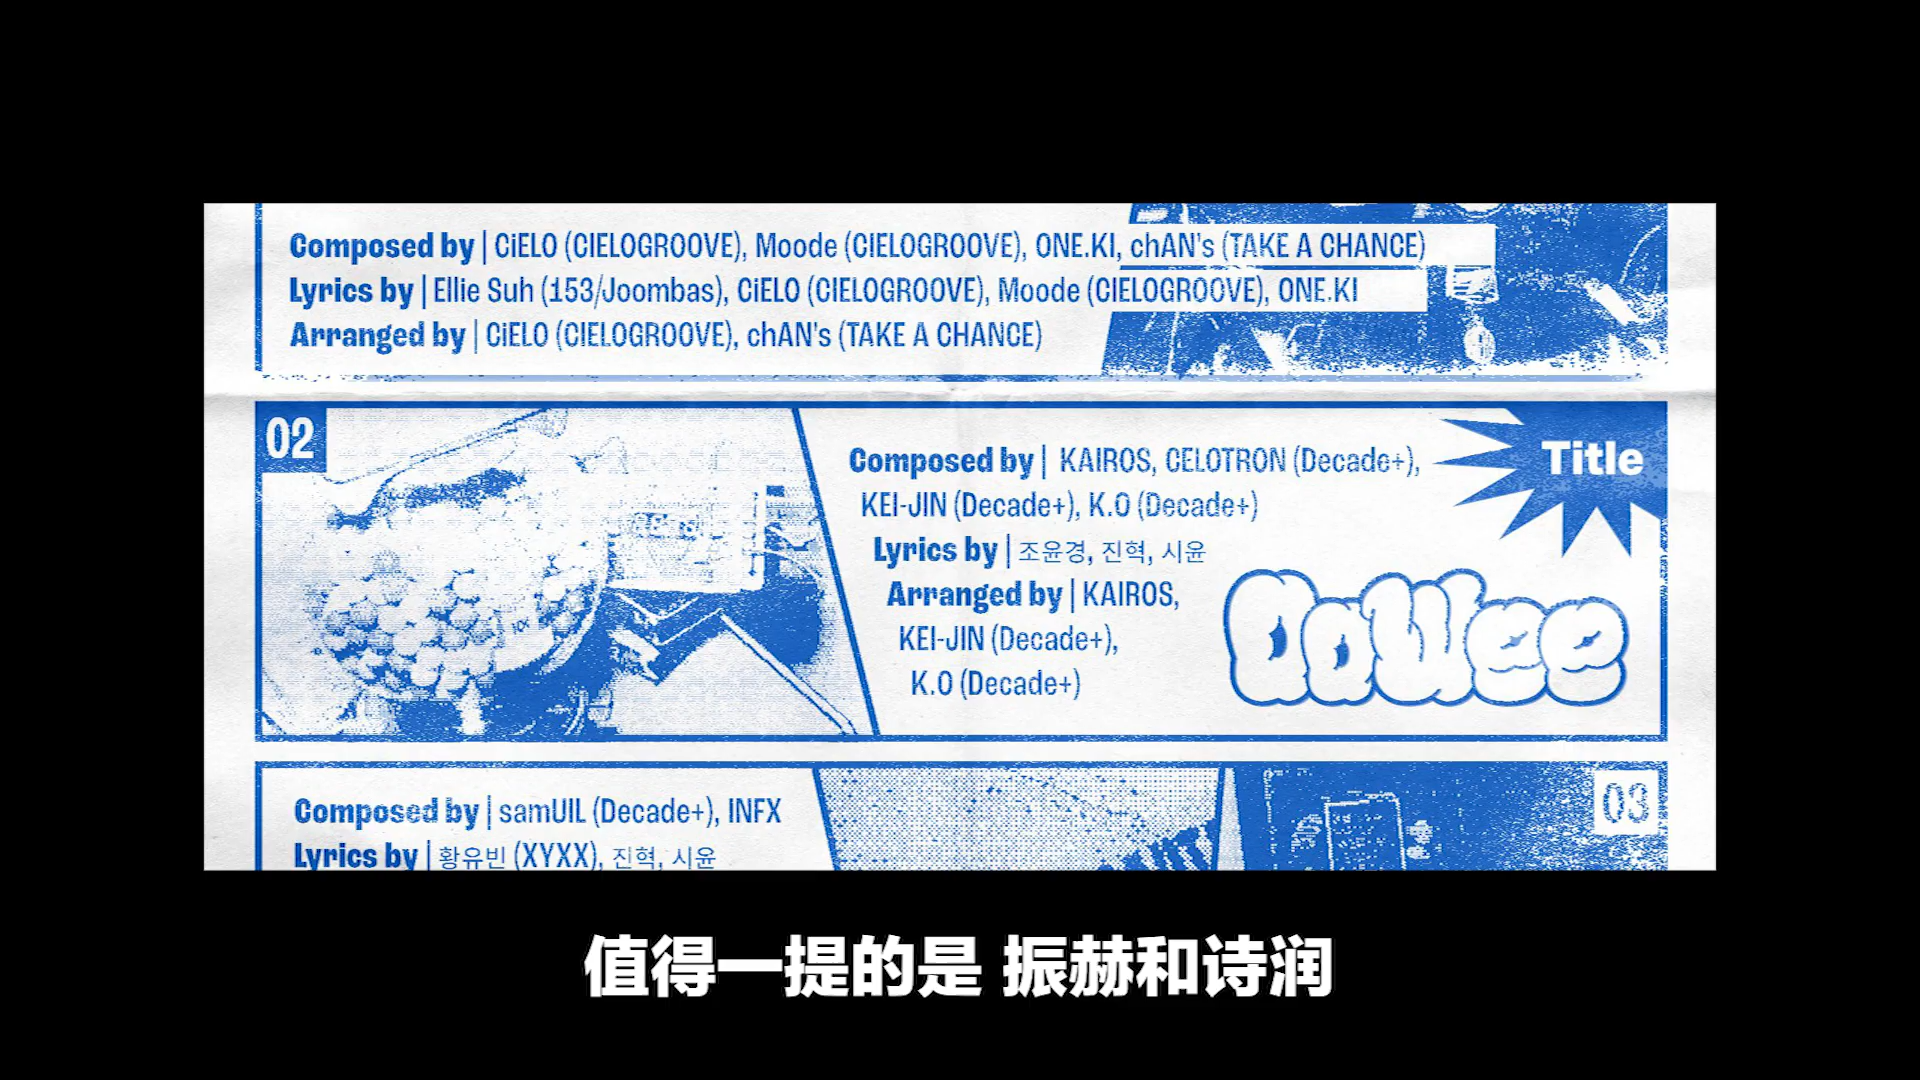 Composed by | CiELO (CIELOGROOVE), Moode (CIELOGROOVE), ONE.KI, chAN's (TAKE A CHANCE)
Lyrics by | Ellie Suh (153/Joombas), CiELO (CIELOGROOVE), Moode (CIELOGROOVE), ONE.KI
Arranged by | CiELO (CIELOGROOVE), chAN's (TAKE A CHANCE)
02
Composed by | KAIROS, CELOTRON (Decade+),
KEI-JIN (Decade+), K.O (Decade+)
Lyrics by | 조윤경, 진혁, 시윤
Arranged by | KAIROS,
KEI-JIN (Decade+),
K.O (Decade+)
Title
DaWee
03
Composed by | samUIL (Decade+), INFX
Lyrics by | 황유빈 (XYXX), 진혁, 시윤
值得一提的是 振赫和诗润